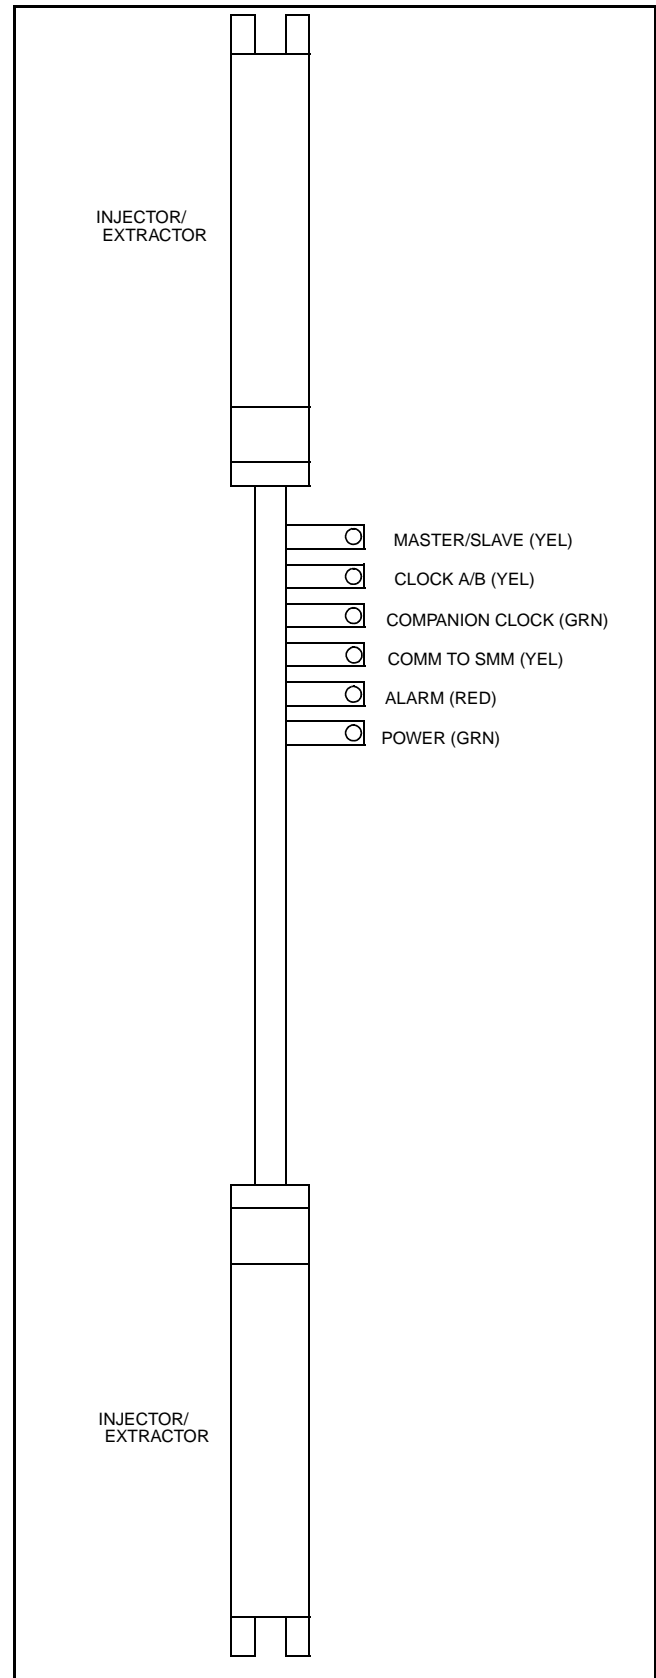 INJECTOR/
EXTRACTOR
MASTER/SLAVE (YEL)
CLOCK A/B (YEL)
COMPANION CLOCK (GRN)
COMM TO SMM (YEL)
ALARM (RED)
POWER (GRN)
INJECTOR/
EXTRACTOR